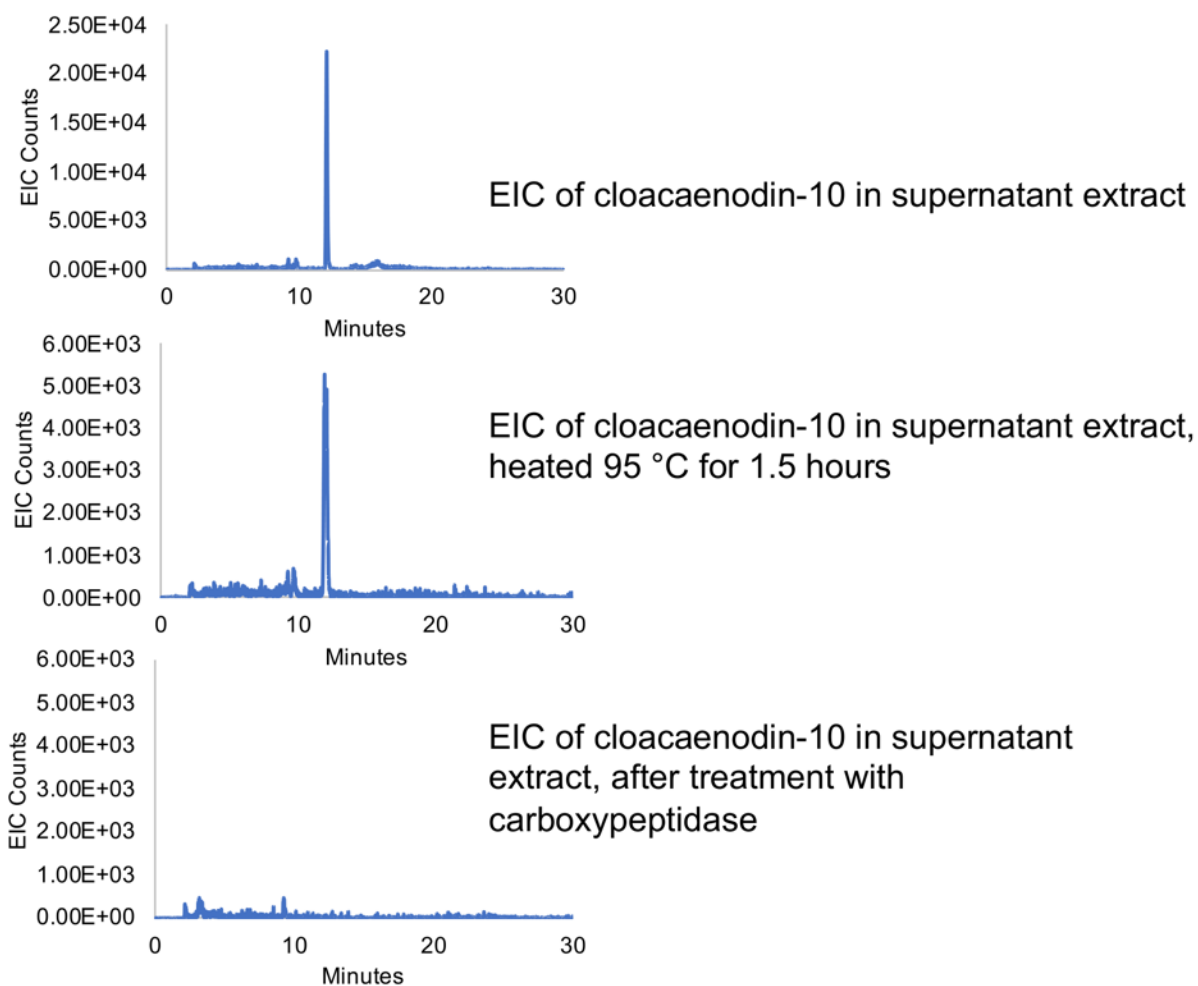 2.50E+04
2.00E+04
1.50E+04
1.00E+04
5.00E+03
0.00E+00
EIC Counts
0 10 20 30
Minutes
EIC of cloacaenodin-10 in supernatant extract
6.00E+03
5.00E+03
4.00E+03
3.00E+03
2.00E+03
1.00E+03
0.00E+00
EIC Counts
0 10 20 30
Minutes
EIC of cloacaenodin-10 in supernatant extract,
heated 95 °C for 1.5 hours
6.00E+03
5.00E+03
4.00E+03
3.00E+03
2.00E+03
1.00E+03
0.00E+00
EIC Counts
0 10 20 30
Minutes
EIC of cloacaenodin-10 in supernatant
extract, after treatment with
carboxypeptidase